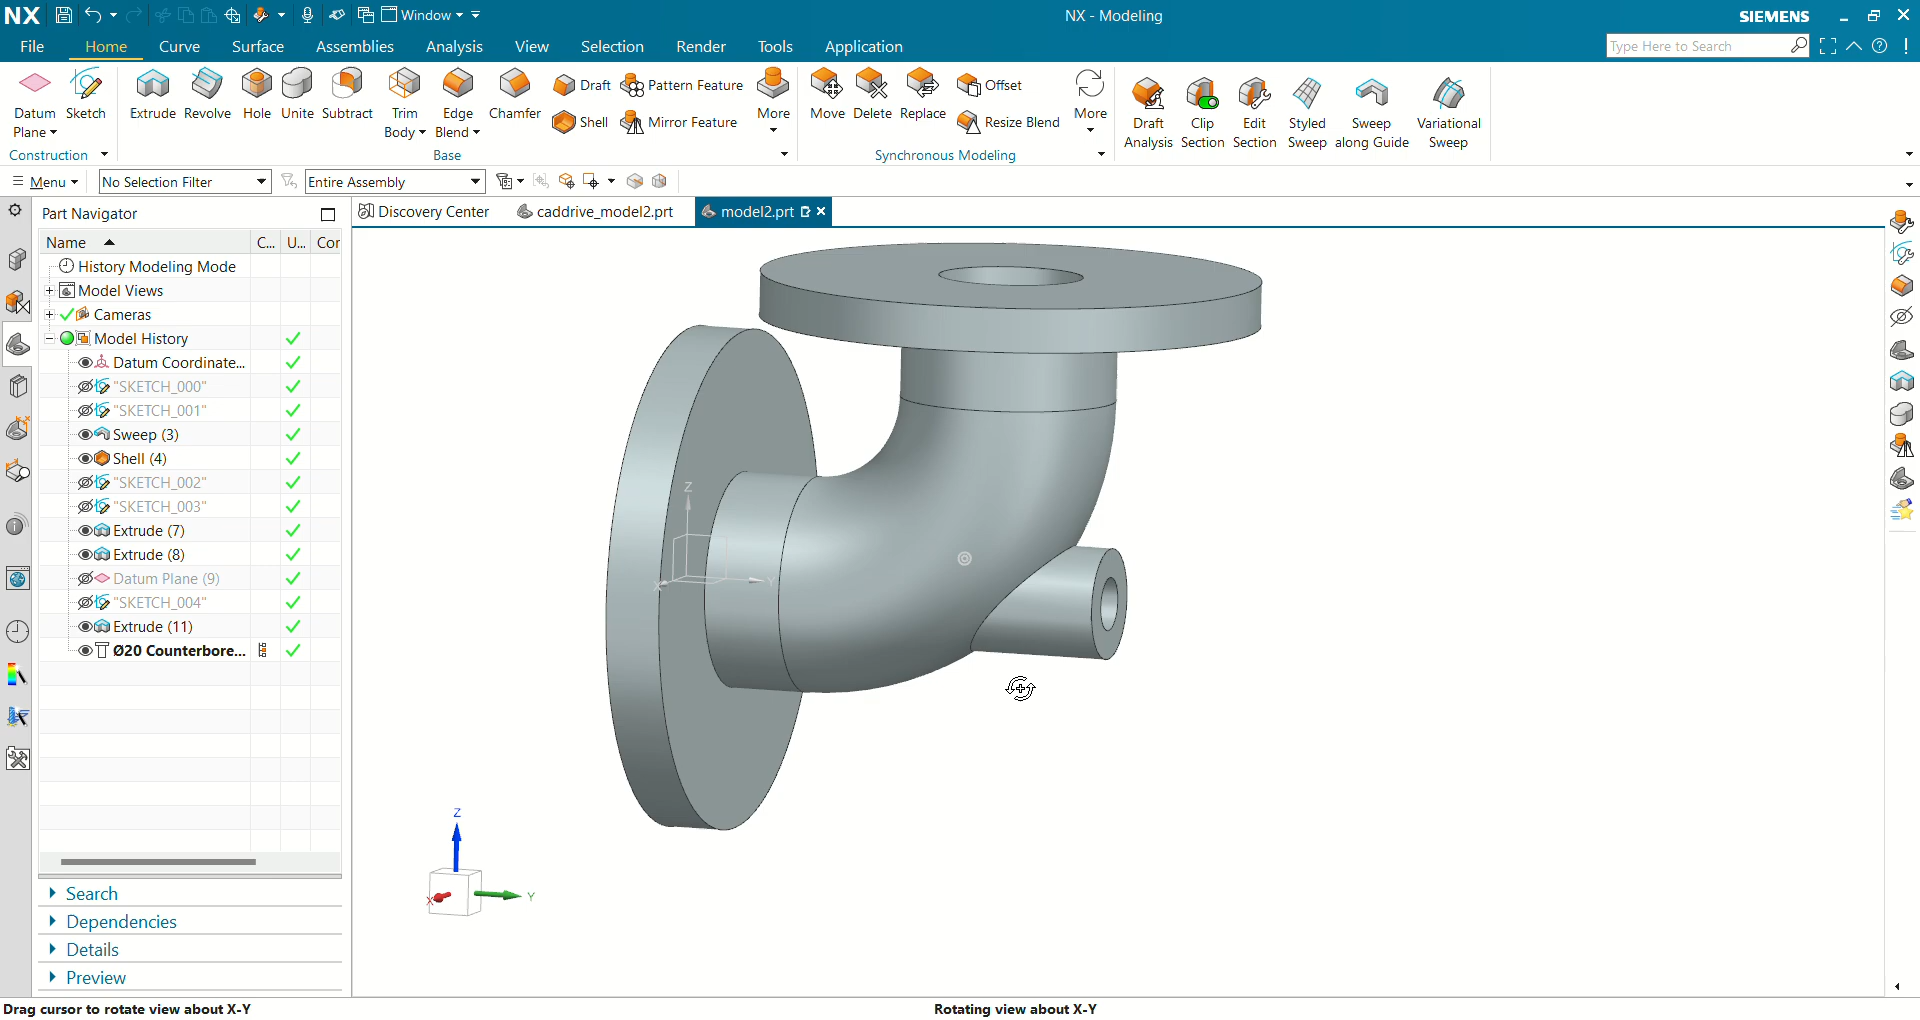 NX Window NX - Modeling SIEMENS
File Home Curve Surface Assemblies Analysis View Selection Render Tools Application Type Here to Search
Datum Plane Sketch Extrude Revolve Hole Unite Subtract Trim Body Edge Blend Chamfer Draft Shell Pattern Feature Mirror Feature More Move Delete Replace Offset Resize Blend More Draft Analysis Clip Section Edit Section Styled Sweep Sweep along Guide Variational Sweep
Construction Base Synchronous Modeling
Menu No Selection Filter Entire Assembly
Part Navigator Discovery Center caddrive_model2.prt model2.prt
Name C... U... Cor
History Modeling Mode
Model Views
Cameras
Model History
Datum Coordinate...
"SKETCH_000"
"SKETCH_001"
Sweep (3)
Shell (4)
"SKETCH_002"
"SKETCH_003"
Extrude (7)
Extrude (8)
Datum Plane (9)
"SKETCH_004"
Extrude (11)
Ø20 Counterbore...
Z
X Y
Z
X Y
Search
Dependencies
Details
Preview
Drag cursor to rotate view about X-Y Rotating view about X-Y